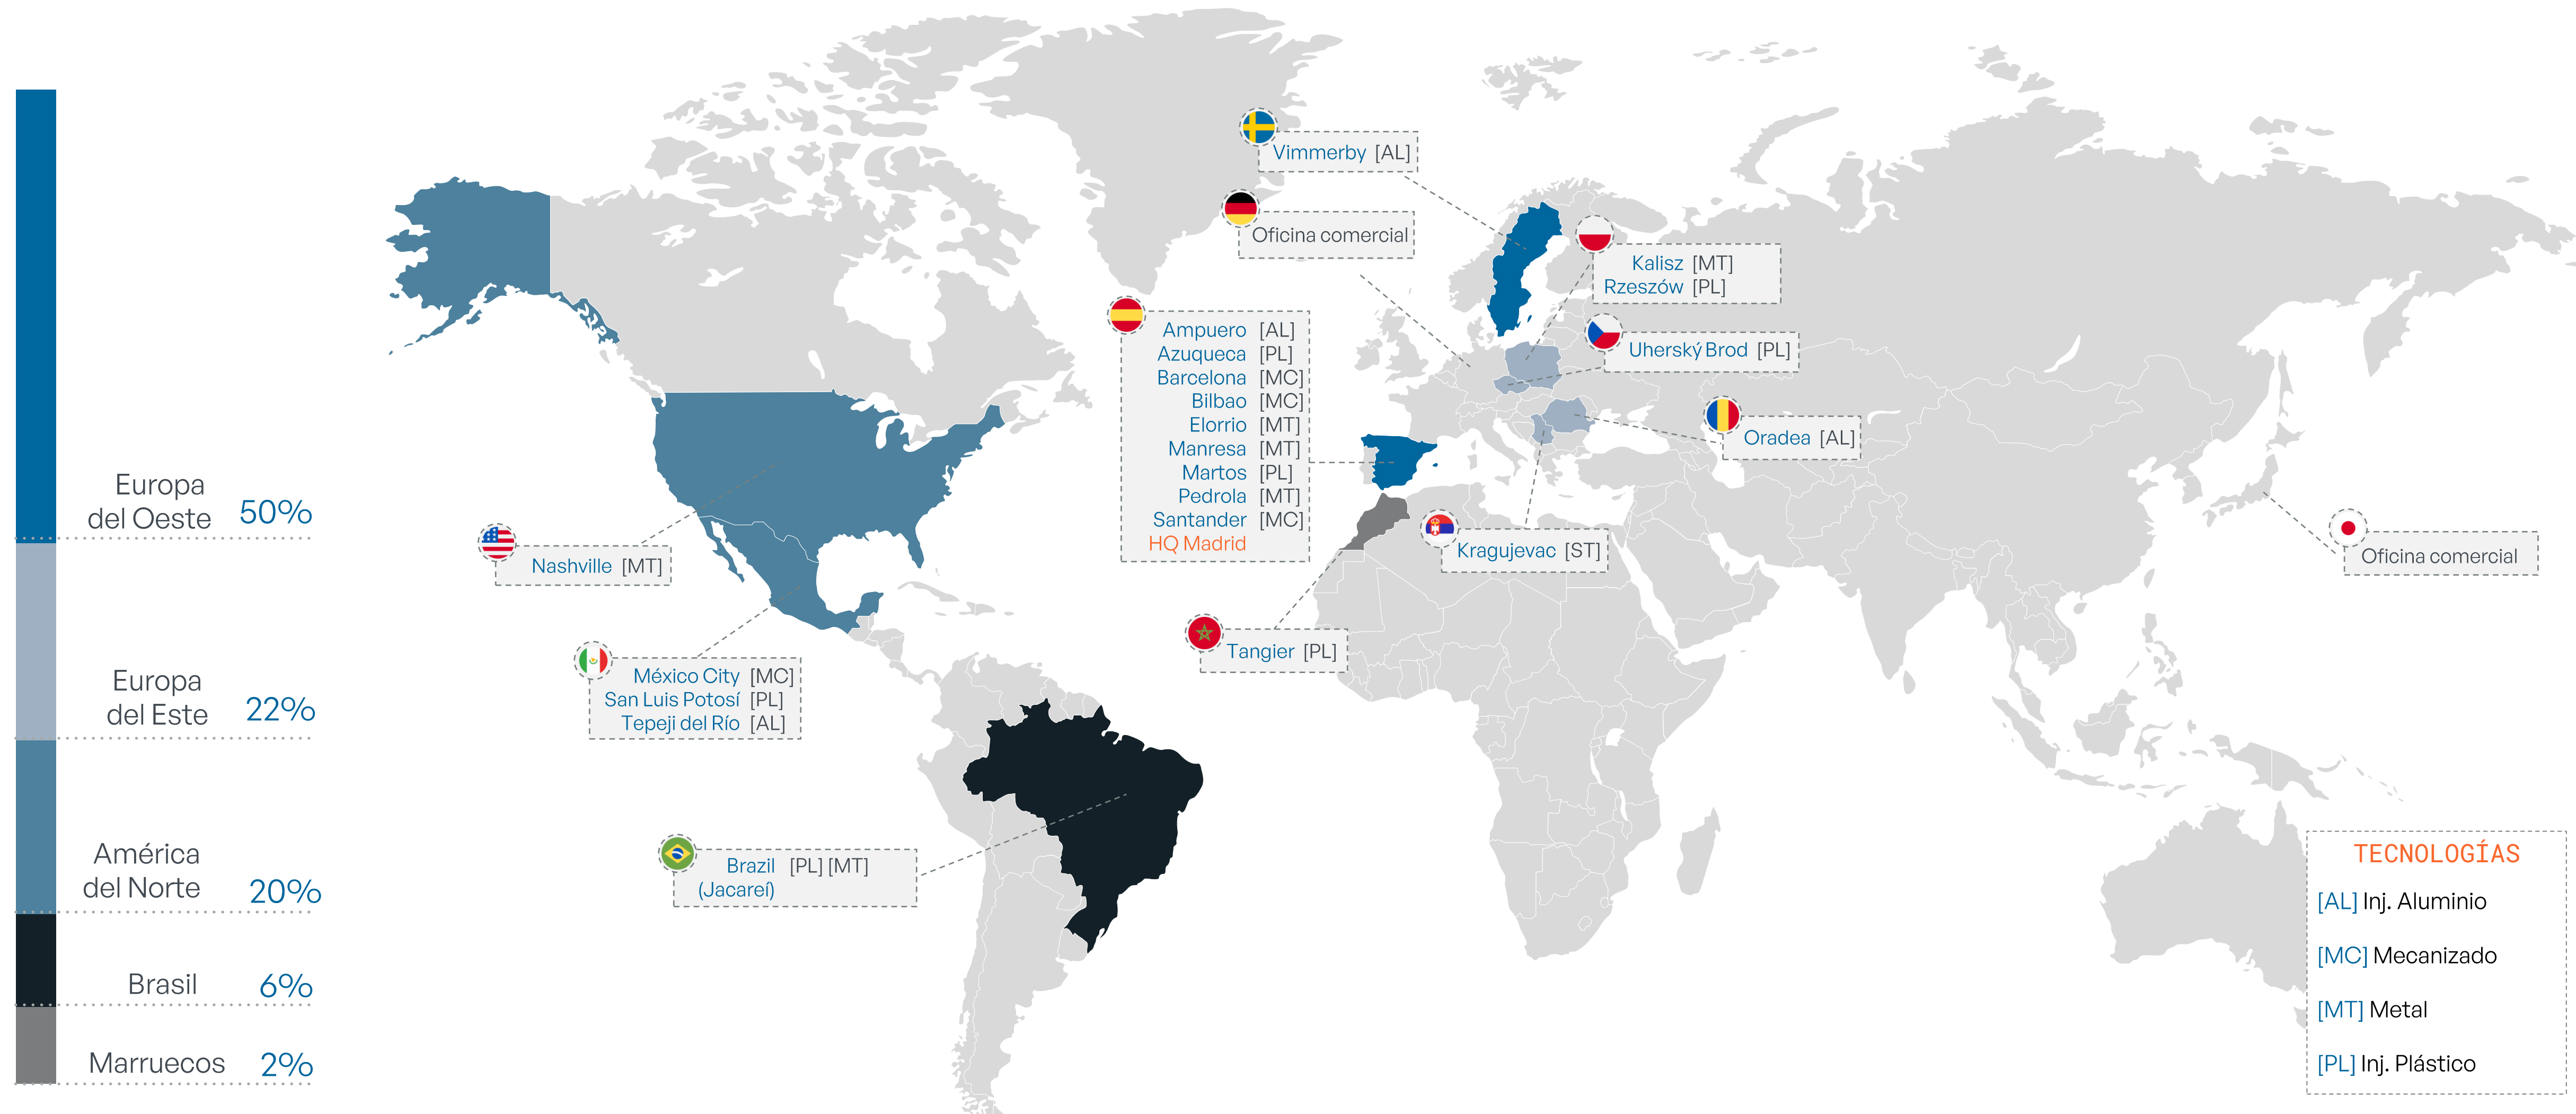 Europa
del Oeste 50%
Europa
del Este 22%
América
del Norte 20%
Brasil 6%
Marruecos 2%
Vimmerby [AL]
Oficina comercial
Kalisz [MT]
Rzeszów [PL]
Uherský Brod [PL]
Oradea [AL]
Ampuero [AL]
Azuqueca [PL]
Barcelona [MC]
Bilbao [MC]
Elorrio [MT]
Manresa [MT]
Martos [PL]
Pedrola [MT]
Santander [MC]
HQ Madrid
Kragujevac [ST]
Oficina comercial
Nashville [MT]
Tangier [PL]
México City [MC]
San Luis Potosí [PL]
Tepeji del Río [AL]
Brazil [PL] [MT]
(Jacareí)
TECNOLOGÍAS
[AL] Inj. Aluminio
[MC] Mecanizado
[MT] Metal
[PL] Inj. Plástico